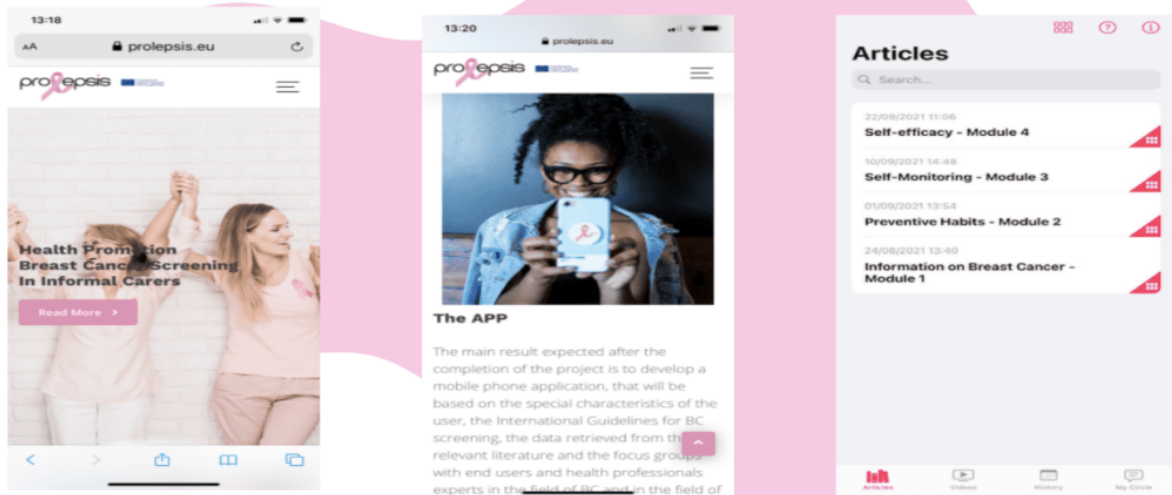 13:18
AA
prolepsis.eu
prolepsis
Health Promotion
Breast Cancer Screening
In Informal Carers
Read More >
13:20
prolepsis.eu
prolepsis
The APP
The main result expected after the
completion of the project is to develop a
mobile phone application, that will be
based on the special characteristics of the
user, the International Guidelines for BC
screening, the data retrieved from the
relevant literature and the focus groups
with end users and health professionals
experts in the field of BC and in the field of
Articles
Search...
22/09/2021 11:06
Self-efficacy - Module 4
10/09/2021 14:48
Self-Monitoring - Module 3
01/09/2021 13:54
Preventive Habits - Module 2
24/08/2021 13:40
Information on Breast Cancer -
Module 1
Articles
Videos
History
My Circle